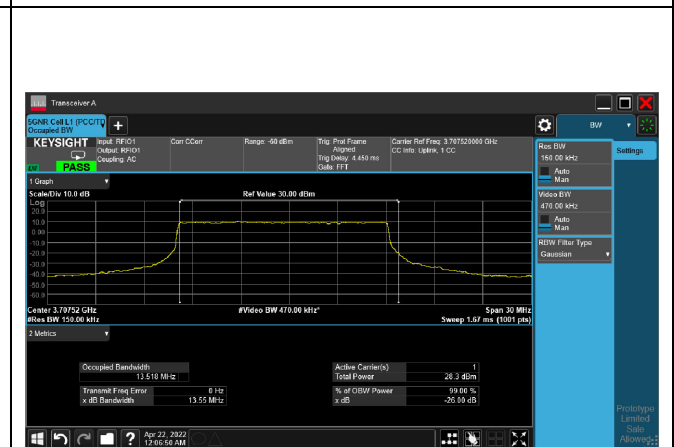 Transceiver A
5GNR Cell L1 (PCC/TD
Occupied BW
BW
KEYSIGHT
PASS
Input: RFIO1
Output: RFIO1
Coupling: AC
Corr CCorr
Range: -60 dBm
Trig: Prot Frame
Aligned
Trig Delay: 4.450 ms
Gate: FFT
Carrier Ref Freq: 3.707520000 GHz
CC Info: Uplink, 1 CC
Res BW
150.00 kHz
Auto
Man
Video BW
470.00 kHz
Auto
Man
RBW Filter Type
Gaussian
Settings
1 Graph
Scale/Div 10.0 dB
Ref Value 30.00 dBm
Log
20.0
10.0
0.00
-10.0
-20.0
-30.0
-40.0
-50.0
-60.0
Center 3.70752 GHz
#Video BW 470.00 kHz*
Span 30 MHz
#Res BW 150.00 kHz
Sweep 1.67 ms (1001 pts)
2 Metrics
Occupied Bandwidth
13.518 MHz
Active Carrier(s) 1
Total Power 28.3 dBm
Transmit Freq Error 0 Hz
x dB Bandwidth 13.55 MHz
% of OBW Power 99.00 %
x dB -26.00 dB
Apr 22, 2022
12:06:50 AM
Prototype
Limited
Sale
Allowed